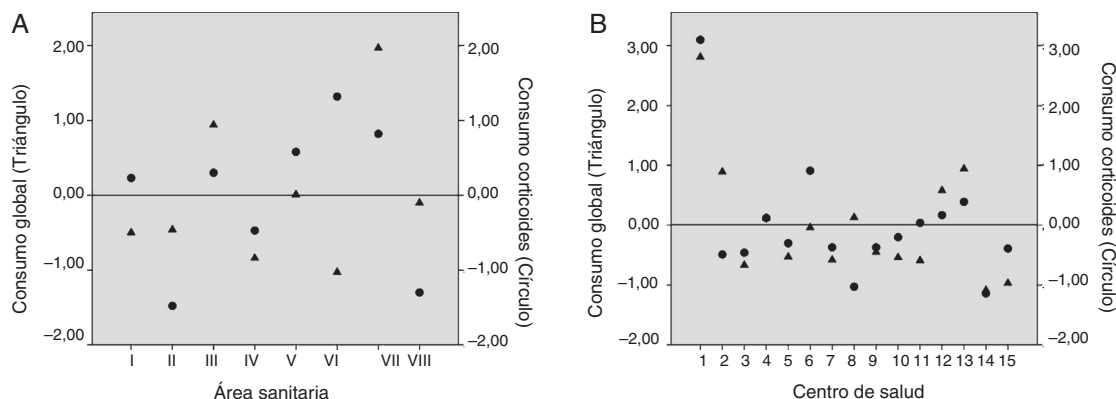 A
Consumo global (Triángulo)
2,00
1,00
0,00
–1,00
–2,00
2,00
1,00
0,00
–1,00
–2,00
Consumo corticoides (Círculo)
I II III IV V VI VII VIII
Área sanitaria
B
Consumo global (Triángulo)
3,00
2,00
1,00
0,00
–1,00
–2,00
3,00
2,00
1,00
0,00
–1,00
–2,00
Consumo corticoides (Círculo)
1 2 3 4 5 6 7 8 9 10 11 12 13 14 15
Centro de salud